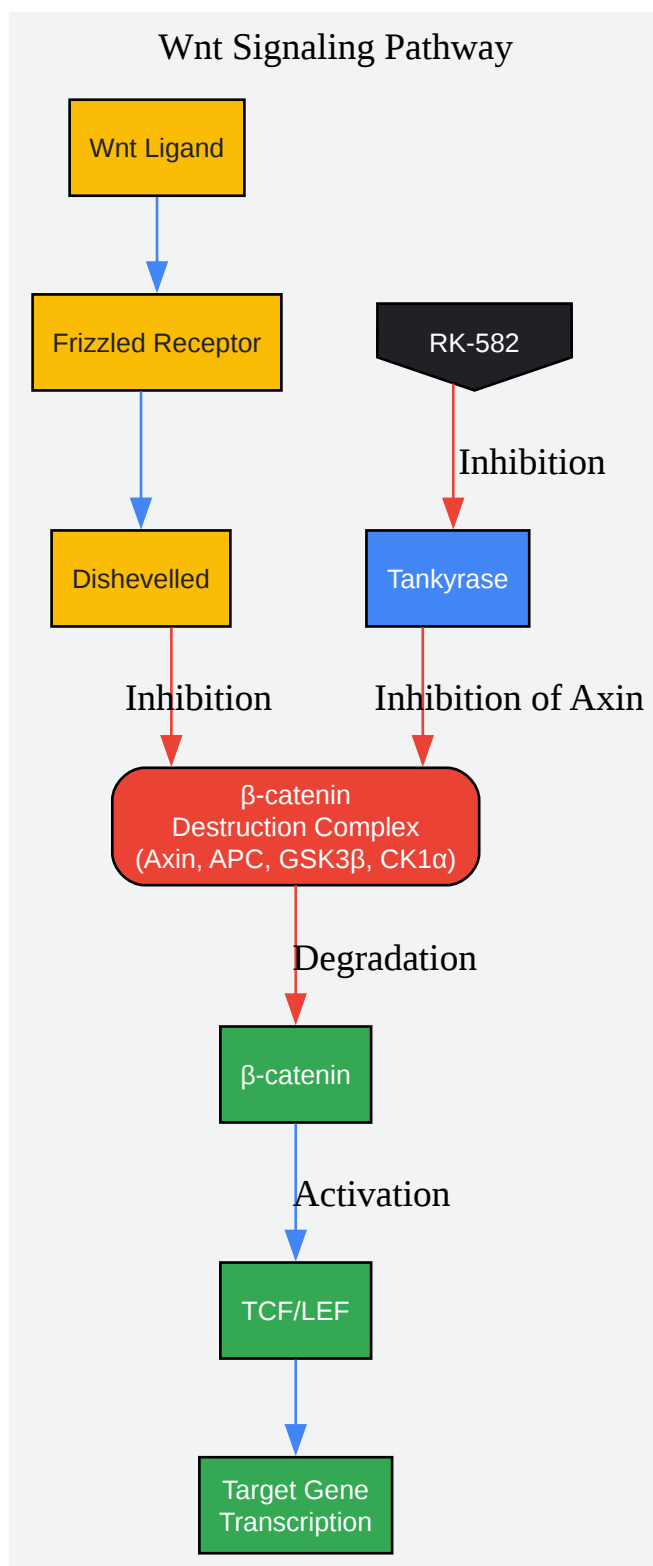 Wnt Signaling Pathway
Wnt Ligand
Frizzled Receptor
RK-582
Inhibition
Dishevelled
Tankyrase
Inhibition
Inhibition of Axin
β-catenin
Destruction Complex
(Axin, APC, GSK3β, CK1α)
Degradation
β-catenin
Activation
TCF/LEF
Target Gene
Transcription